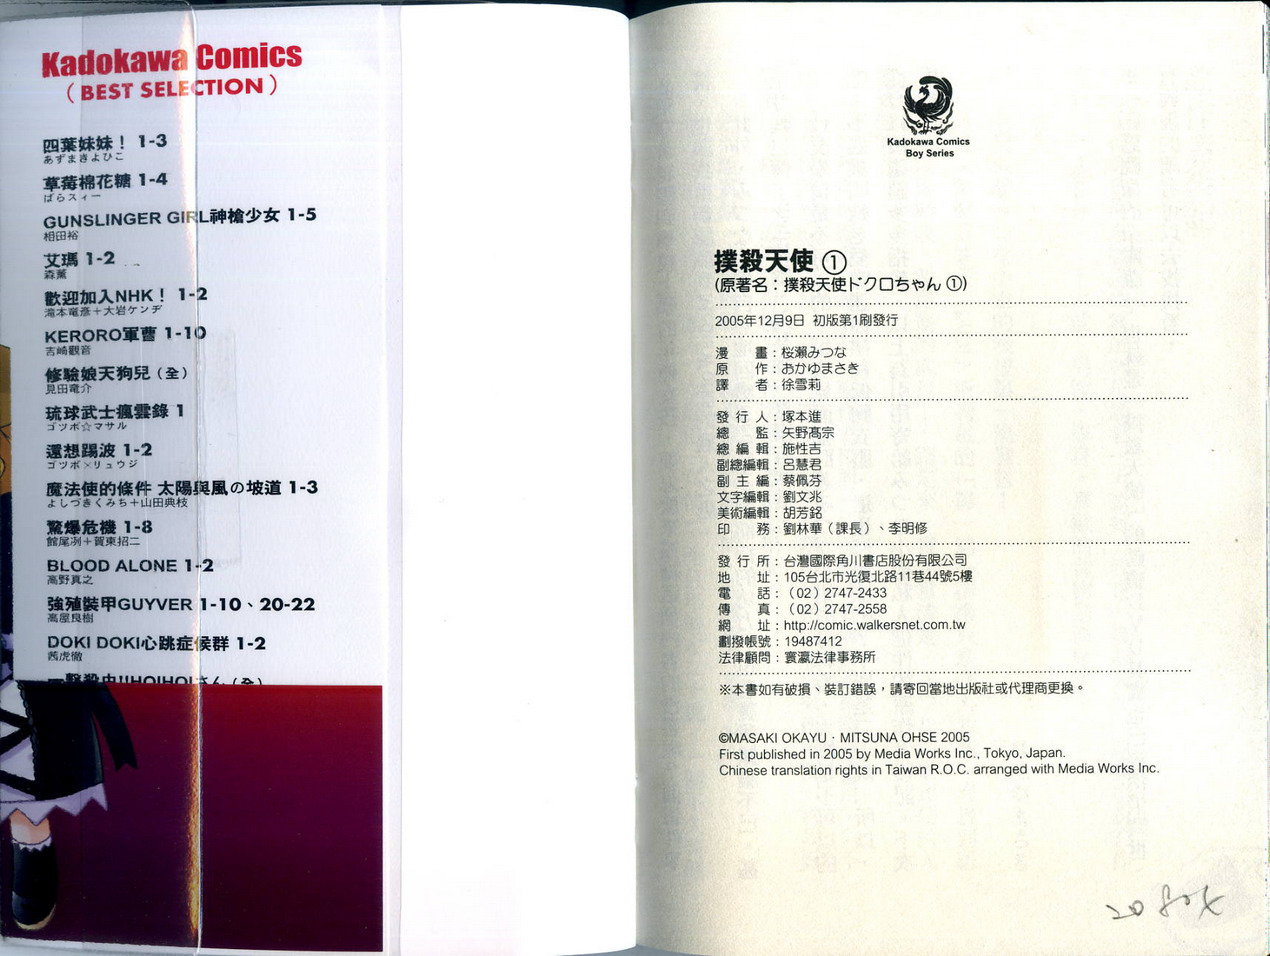 Kadokawa Comics
(BEST SELECTION)
四葉妹妹！ 1-3
あずまきよひこ
草莓棉花糖 1-4
ばらスィー
GUNSLINGER GIRL神槍少女 1-5
相田裕
艾瑪 1-2
森薫
歡迎加入NHK！ 1-2
滝本竜彦＋大岩ケンヂ
KERORO軍曹 1-10
吉崎觀音
修驗娘天狗兒（全）
見田竜介
琉球武士瘋雲錄 1
ゴツボ☆マサル
還想踢波 1-2
ゴツボ×リュウジ
魔法使的條件 太陽與風の坡道 1-3
よしづきくみち＋山田典枝
驚爆危機 1-8
館尾冽＋賀東招二
BLOOD ALONE 1-2
高野真之
強殖裝甲GUYVER 1-10、20-22
高屋良樹
DOKI DOKI心跳症候群 1-2
茜虎徹
一擊殺虫!!HOIHOIさん（全）
Kadokawa Comics
Boy Series
撲殺天使 ①
(原著名：撲殺天使ドクロちゃん ①)
2005年12月9日 初版第1刷發行
漫 畫：桜瀬みつな
原 作：おかゆまさき
譯 者：徐雪莉
發 行 人：塚本進
總 監：矢野髙宗
總 編 輯：施性吉
副總編輯：呂慧君
副 主 編：蔡佩芬
文字編輯：劉文兆
美術編輯：胡芳銘
印 務：劉林華（課長）、李明修
發 行 所：台灣國際角川書店股份有限公司
地 址：105台北市光復北路11巷44號5樓
電 話：（02）2747-2433
傳 真：（02）2747-2558
網 址：http://comic.walkersnet.com.tw
劃撥帳號：19487412
法律顧問：寰瀛法律事務所
※本書如有破損、裝訂錯誤，請寄回當地出版社或代理商更換。
©MASAKI OKAYU · MITSUNA OHSE 2005
First published in 2005 by Media Works Inc., Tokyo, Japan.
Chinese translation rights in Taiwan R.O.C. arranged with Media Works Inc.